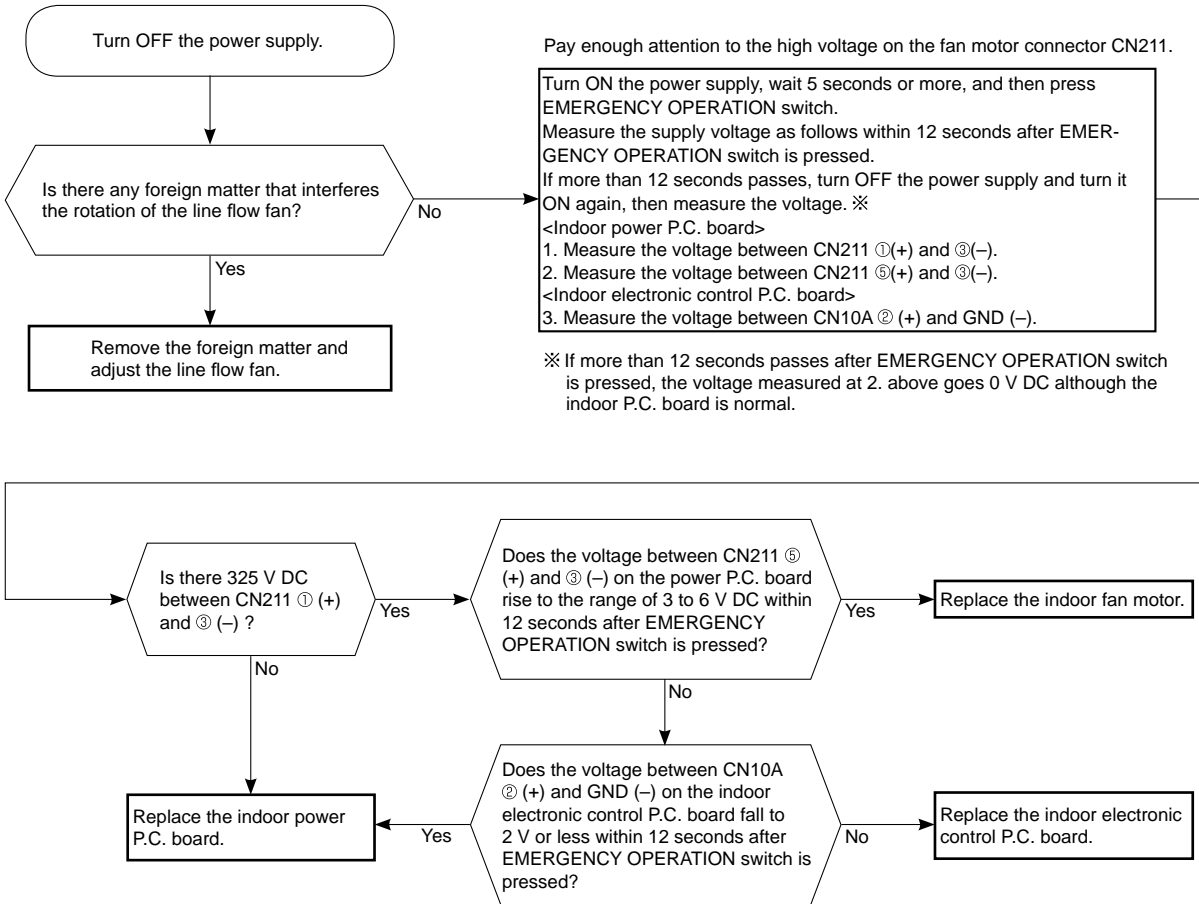 Turn OFF the power supply.
Is there any foreign matter that interferes
the rotation of the line flow fan?
No
Yes
Remove the foreign matter and
adjust the line flow fan.
Pay enough attention to the high voltage on the fan motor connector CN211.
Turn ON the power supply, wait 5 seconds or more, and then press
EMERGENCY OPERATION switch.
Measure the supply voltage as follows within 12 seconds after EMER-
GENCY OPERATION switch is pressed.
If more than 12 seconds passes, turn OFF the power supply and turn it
ON again, then measure the voltage. ※
<Indoor power P.C. board>
1. Measure the voltage between CN211 ①(+) and ③(–).
2. Measure the voltage between CN211 ⑤(+) and ③(–).
<Indoor electronic control P.C. board>
3. Measure the voltage between CN10A ② (+) and GND (–).
※ If more than 12 seconds passes after EMERGENCY OPERATION switch
is pressed, the voltage measured at 2. above goes 0 V DC although the
indoor P.C. board is normal.
Is there 325 V DC
between CN211 ① (+)
and ③ (–) ?
Yes
No
Does the voltage between CN211 ⑤
(+) and ③ (–) on the power P.C. board
rise to the range of 3 to 6 V DC within
12 seconds after EMERGENCY
OPERATION switch is pressed?
Yes
No
Replace the indoor fan motor.
Replace the indoor power
P.C. board.
Yes
Does the voltage between CN10A
② (+) and GND (–) on the indoor
electronic control P.C. board fall to
2 V or less within 12 seconds after
EMERGENCY OPERATION switch is
pressed?
No
Replace the indoor electronic
control P.C. board.